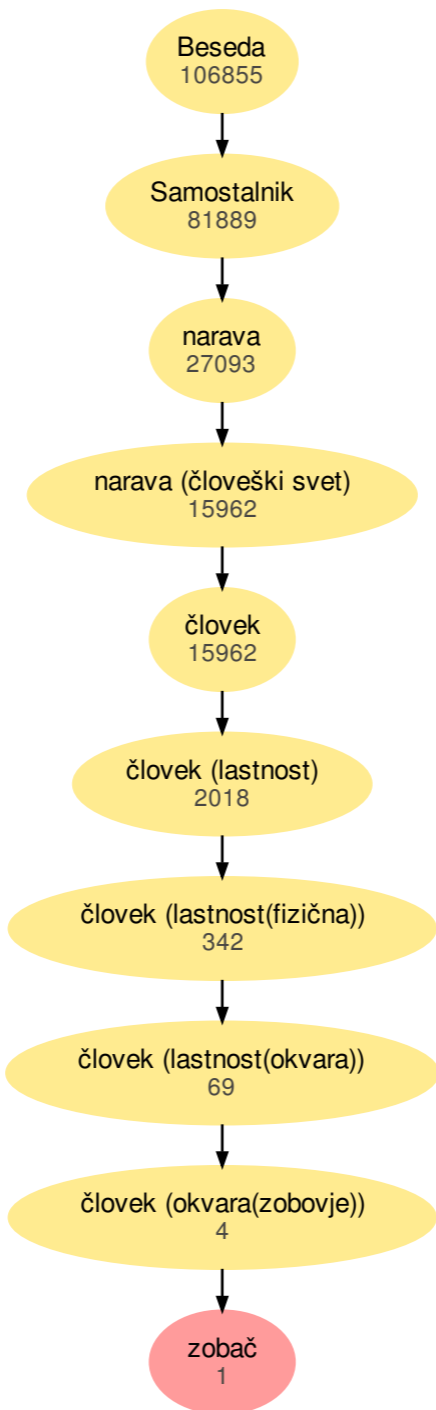 Beseda
106855
Samostalnik
81889
narava
27093
narava (človeški svet)
15962
človek
15962
človek (lastnost)
2018
človek (lastnost(fizična))
342
človek (lastnost(okvara))
69
človek (okvara(zobovje))
4
zobač
1